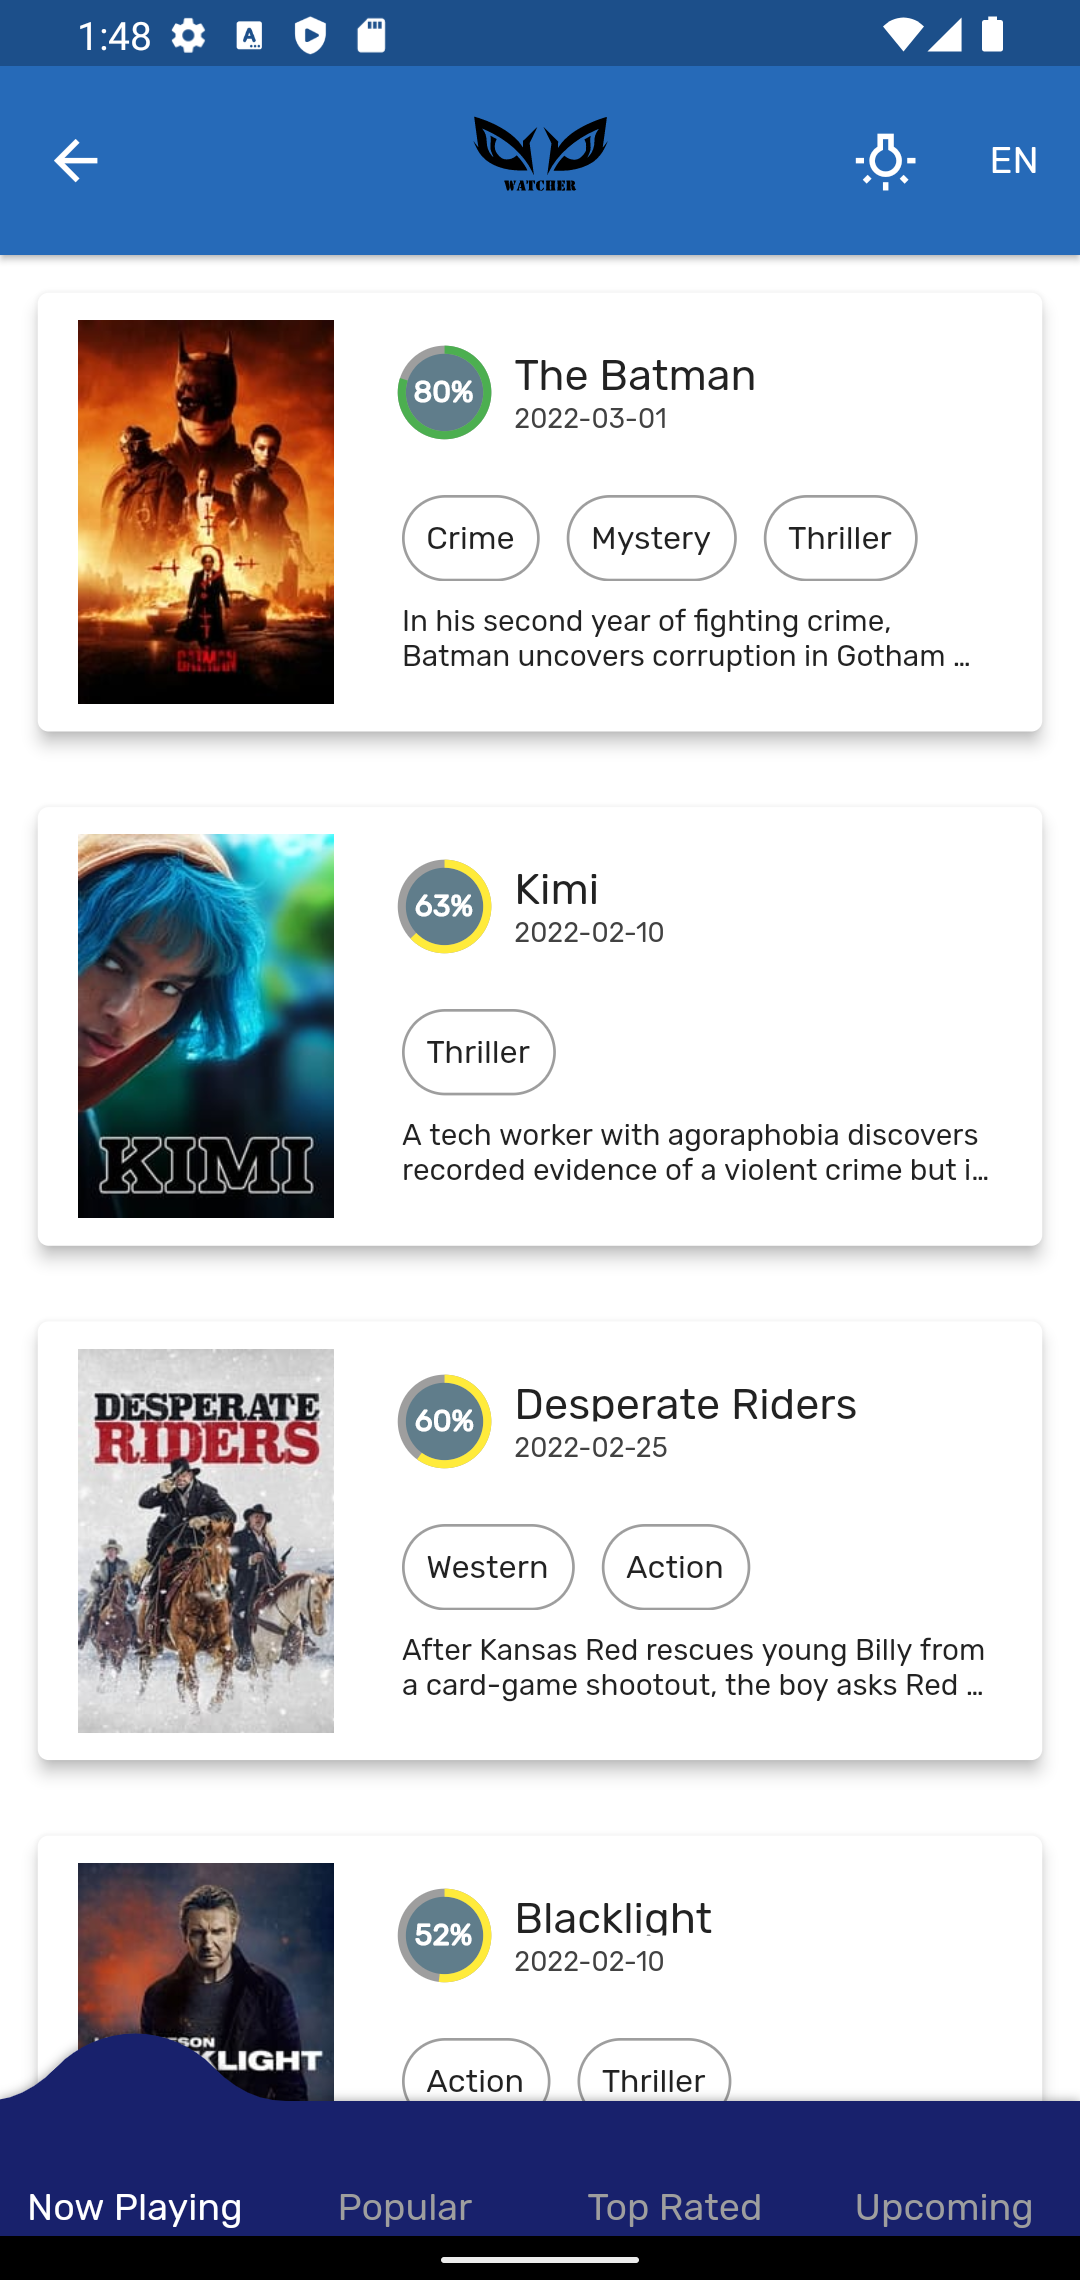 1:48
A
WATCHER
EN
BATMAN
80%
The Batman
2022-03-01
Crime
Mystery
Thriller
In his second year of fighting crime,
Batman uncovers corruption in Gotham ...
KIMI
63%
Kimi
2022-02-10
Thriller
A tech worker with agoraphobia discovers
recorded evidence of a violent crime but i...
DESPERATE
RIDERS
60%
Desperate Riders
2022-02-25
Western
Action
After Kansas Red rescues young Billy from
a card-game shootout, the boy asks Red ...
52%
Blacklight
2022-02-10
SON
KLIGHT
Action
Thriller
Now Playing
Popular
Top Rated
Upcoming